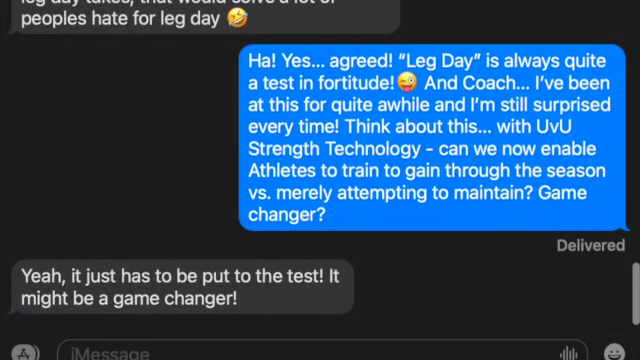 leg day takes, that would solve a lot of
peoples hate for leg day 🤣
Ha! Yes... agreed! “Leg Day” is always quite
a test in fortitude!😜 And Coach... I’ve been
at this for quite awhile and I’m still surprised
every time! Think about this... with UvU
Strength Technology - can we now enable
Athletes to train to gain through the season
vs. merely attempting to maintain? Game
changer?
Delivered
Yeah, it just has to be put to the test! It
might be a game changer!
iMessage